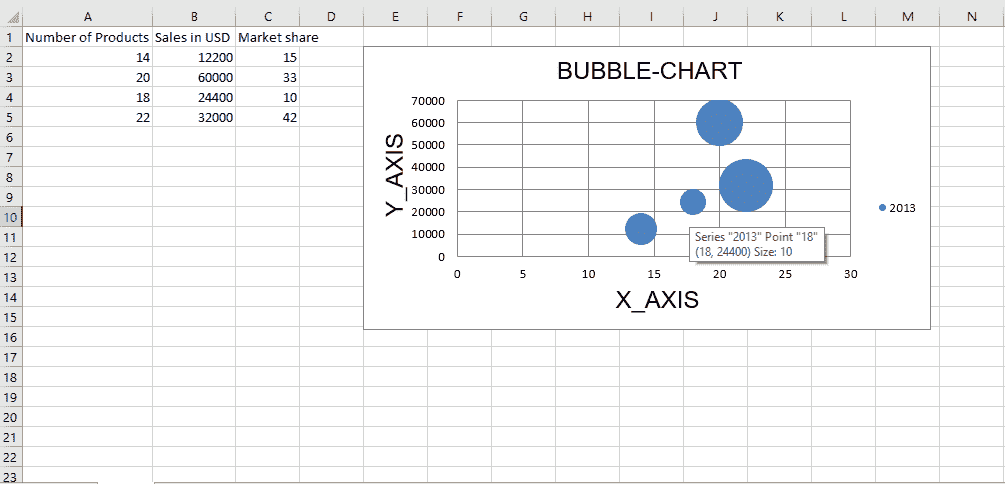 A B C D E F G H I J K L M N
1 Number of Products Sales in USD Market share
2 14 12200 15
3 20 60000 33
4 18 24400 10
5 22 32000 42
6
7
8
9
10
11
12
13
14
15
16
17
18
19
20
21
22
23
BUBBLE-CHART
Y_AXIS
70000
60000
50000
40000
30000
20000
10000
0
2013
Series "2013" Point "18"
(18, 24400) Size: 10
0 5 10 15 20 25 30
X_AXIS